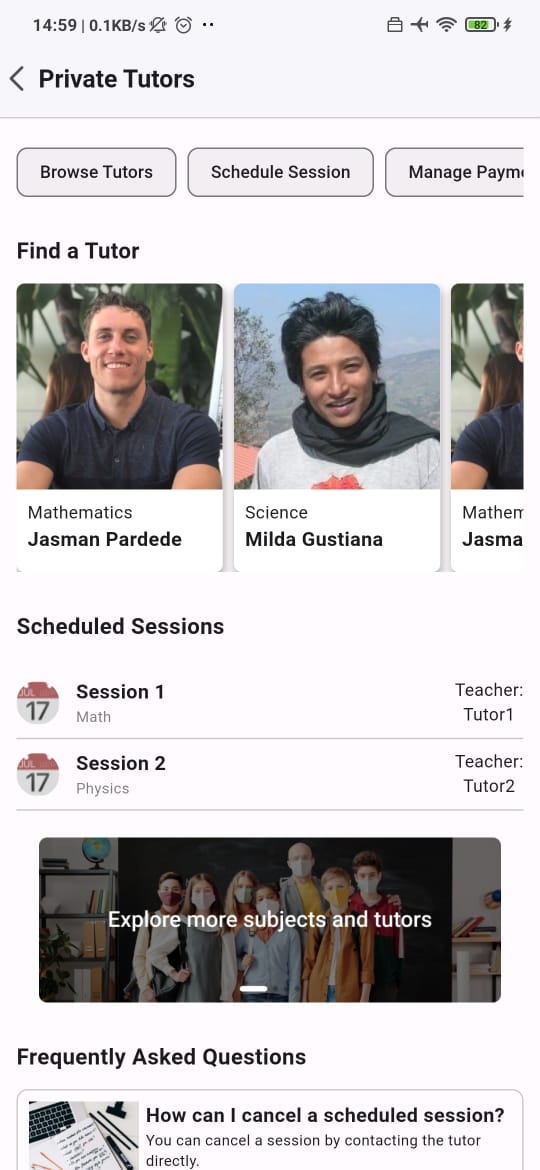 14:59 | 0.1KB/s
82
Private Tutors
Browse Tutors
Schedule Session
Manage Payme
Find a Tutor
Mathematics
Jasman Pardede
Science
Milda Gustiana
Mathem
Jasma
Scheduled Sessions
JUL
17
Session 1
Math
Teacher:
Tutor1
JUL
17
Session 2
Physics
Teacher:
Tutor2
Explore more subjects and tutors
Frequently Asked Questions
How can I cancel a scheduled session?
You can cancel a session by contacting the tutor
directly.